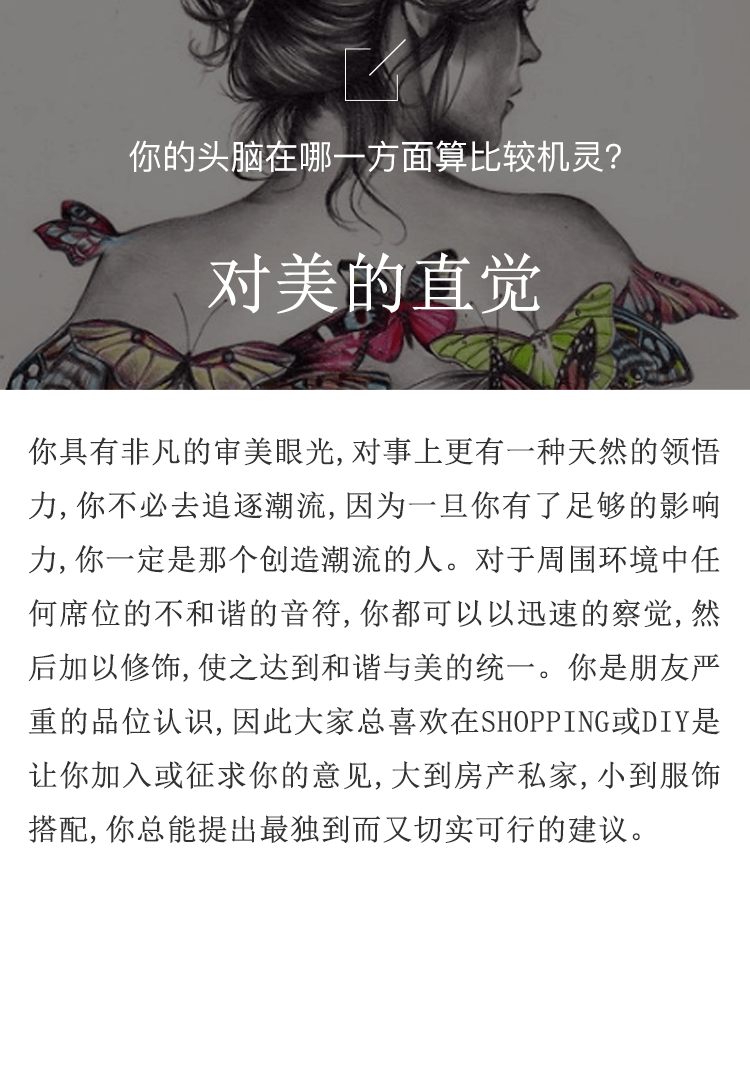 你的头脑在哪一方面算比较机灵?
对美的直觉
你具有非凡的审美眼光,对事上更有一种天然的领悟
力,你不必去追逐潮流,因为一旦你有了足够的影响
力,你一定是那个创造潮流的人。对于周围环境中任
何席位的不和谐的音符,你都可以以迅速的察觉,然
后加以修饰,使之达到和谐与美的统一。你是朋友严
重的品位认识,因此大家总喜欢在SHOPPING或DIY是
让你加入或征求你的意见,大到房产私家,小到服饰
搭配,你总能提出最独到而又切实可行的建议。